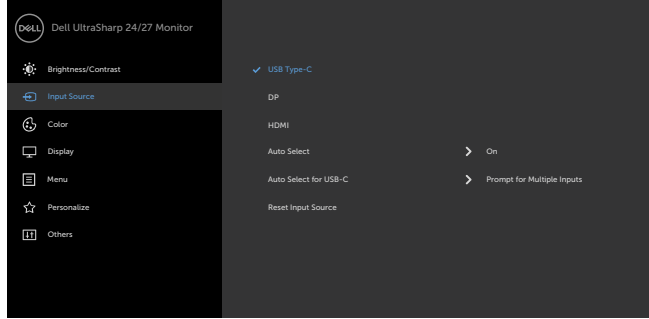 DELL Dell UltraSharp 24/27 Monitor
Brightness/Contrast USB Type-C
Input Source DP
Color HDMI
Display Auto Select On
Menu Auto Select for USB-C Prompt for Multiple Inputs
Personalize Reset Input Source
Others